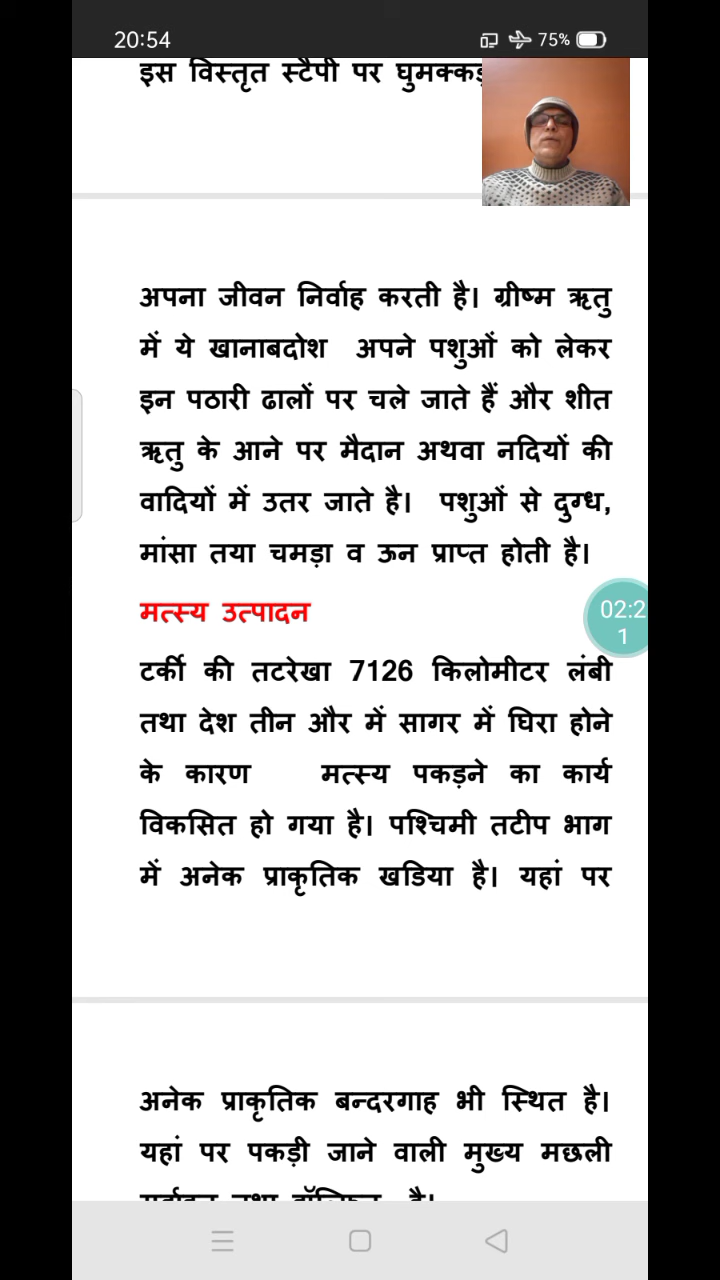 20:54
75%
इस विस्तृत स्टैपी पर घुमक्कड़
अपना जीवन निर्वाह करती है। ग्रीष्म ऋतु
में ये खानाबदोश अपने पशुओं को लेकर
इन पठारी ढालों पर चले जाते हैं और शीत
ऋतु के आने पर मैदान अथवा नदियों की
वादियों में उतर जाते है। पशुओं से दुग्ध,
मांसा तया चमड़ा व ऊन प्राप्त होती है।
मत्स्य उत्पादन
02:2
1
टर्की की तटरेखा 7126 किलोमीटर लंबी
तथा देश तीन और में सागर में घिरा होने
के कारण मत्स्य पकड़ने का कार्य
विकसित हो गया है। पश्चिमी तटीप भाग
में अनेक प्राकृतिक खडिया है। यहां पर
अनेक प्राकृतिक बन्दरगाह भी स्थित है।
यहां पर पकड़ी जाने वाली मुख्य मछली
तथा डॉल्फिन है।